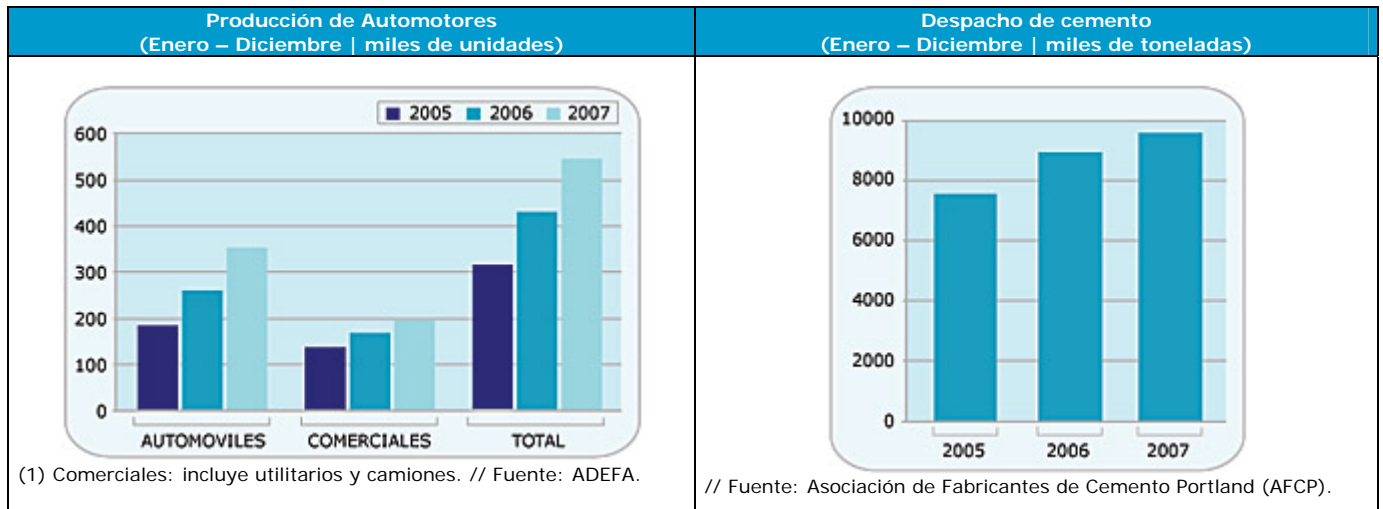 Producción de Automotores
(Enero – Diciembre | miles de unidades)
2005 2006 2007
600
500
400
300
200
100
0
AUTOMOVILES COMERCIALES TOTAL
(1) Comerciales: incluye utilitarios y camiones. // Fuente: ADEFA.
Despacho de cemento
(Enero – Diciembre | miles de toneladas)
10000
8000
6000
4000
2000
0
2005 2006 2007
// Fuente: Asociación de Fabricantes de Cemento Portland (AFCP).